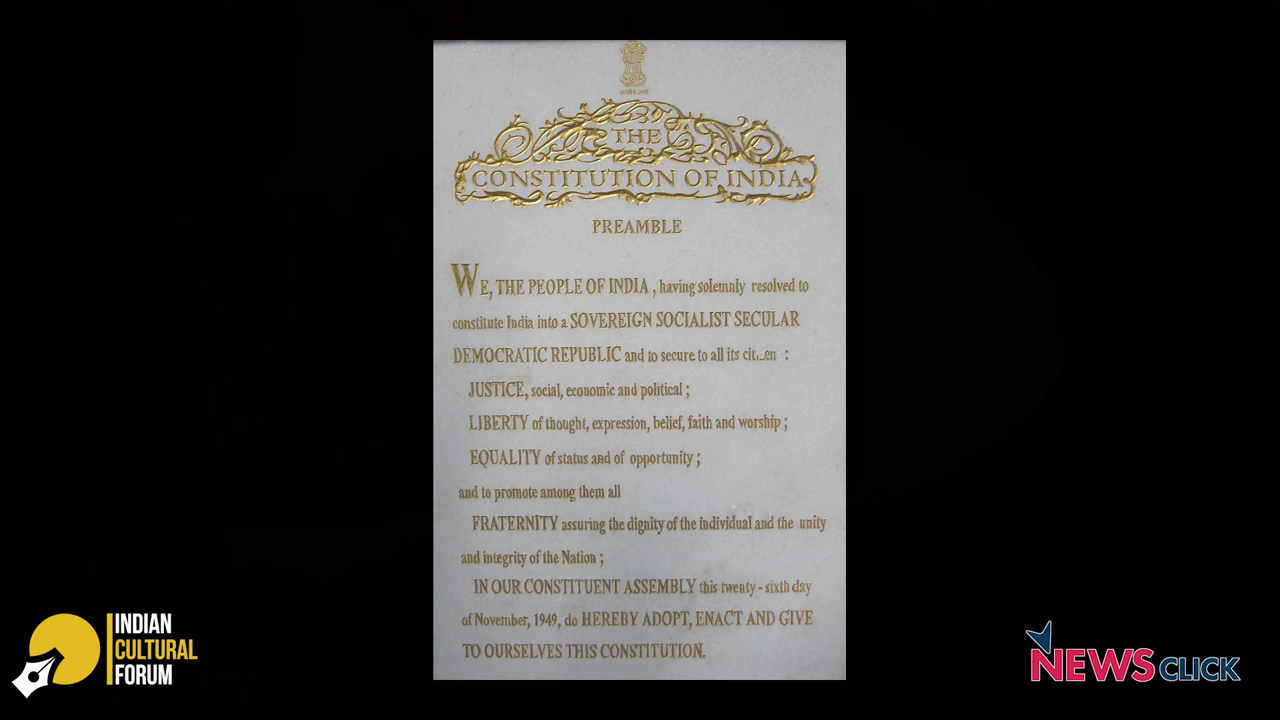 THE
CONSTITUTION OF INDIA
PREAMBLE
WE, THE PEOPLE OF INDIA , having solemnly resolved to
constitute India into a SOVEREIGN SOCIALIST SECULAR
DEMOCRATIC REPUBLIC and to secure to all its :
JUSTICE, social, economic and political ;
LIBERTY of thought, expression, belief, faith and worship ;
EQUALITY of status and of opportunity ;
and to promote among them all
FRATERNITY assuring the dignity of the individual and the unity
and integrity of the Nation ;
IN OUR CONSTITUENT ASSEMBLY this twenty - sixth day
of November, 1949, do HEREBY ADOPT, ENACT AND GIVE
TO OURSELVES THIS CONSTITUTION.
INDIAN
CULTURAL
FORUM
NEWSCLICK